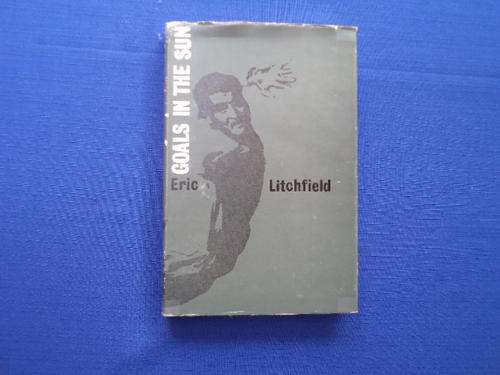 GOALS IN THE SUN
Eric Litchfield